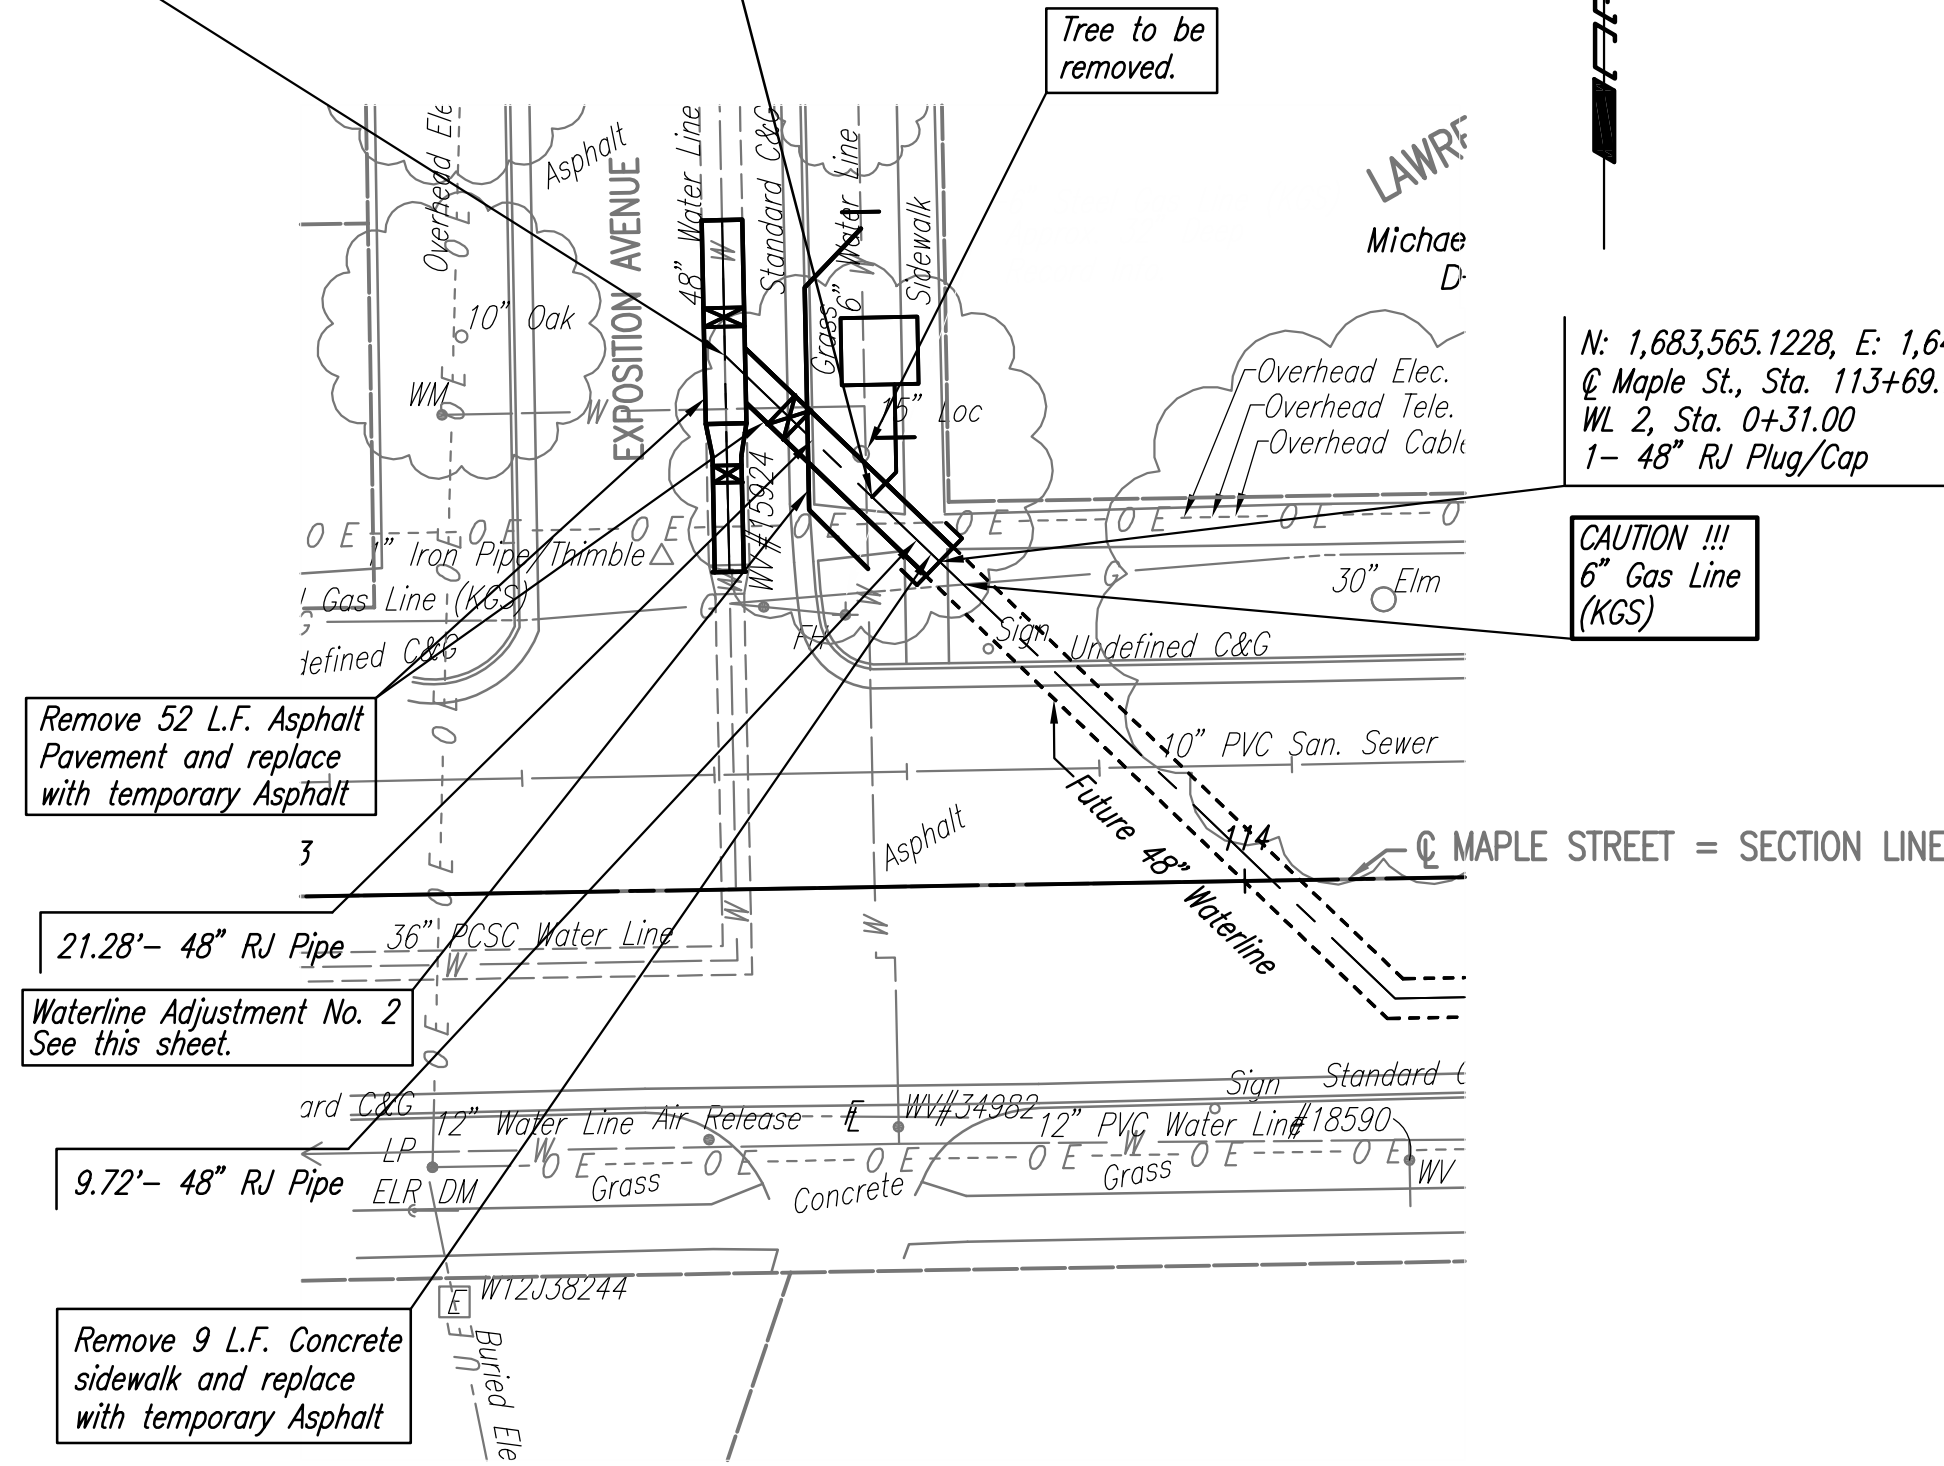 Tree to be
removed.
Overhead Ele
Asphalt
EXPOSITION AVENUE
48" Water Line
W
Standard C&G
6" Water Line
W
Grass
Sidewalk
LAWRE
Michae
D-
10" Oak
WM
W
15" Loc
Overhead Elec.
Overhead Tele.
Overhead Cable
N: 1,683,565.1228, E: 1,64
℄ Maple St., Sta. 113+69.
WL 2, Sta. 0+31.00
1- 48" RJ Plug/Cap
CAUTION !!!
6" Gas Line
(KGS)
O E O E O E O E O E O E O E O
1" Iron Pipe/Thimble
WV#15924
Gas Line (KGS)
G
30" Elm
FH
Sign
Undefined C&G
defined C&G
Remove 52 L.F. Asphalt
Pavement and replace
with temporary Asphalt
10" PVC San. Sewer
Future 48" Waterline
Asphalt
114
℄ MAPLE STREET = SECTION LINE
3
21.28'- 48" RJ Pipe
36" PCSC Water Line
W
W
W
Waterline Adjustment No. 2
See this sheet.
ard C&G
12" Water Line
Air Release
WV#34982
12" PVC Water Line
#18590
Sign
Standard
LP
W
W
O E O E O E O E O E O E
WV
9.72'- 48" RJ Pipe
ELR DM
Grass
Concrete
Grass
E
W12J38244
Buried Ele
Remove 9 L.F. Concrete
sidewalk and replace
with temporary Asphalt